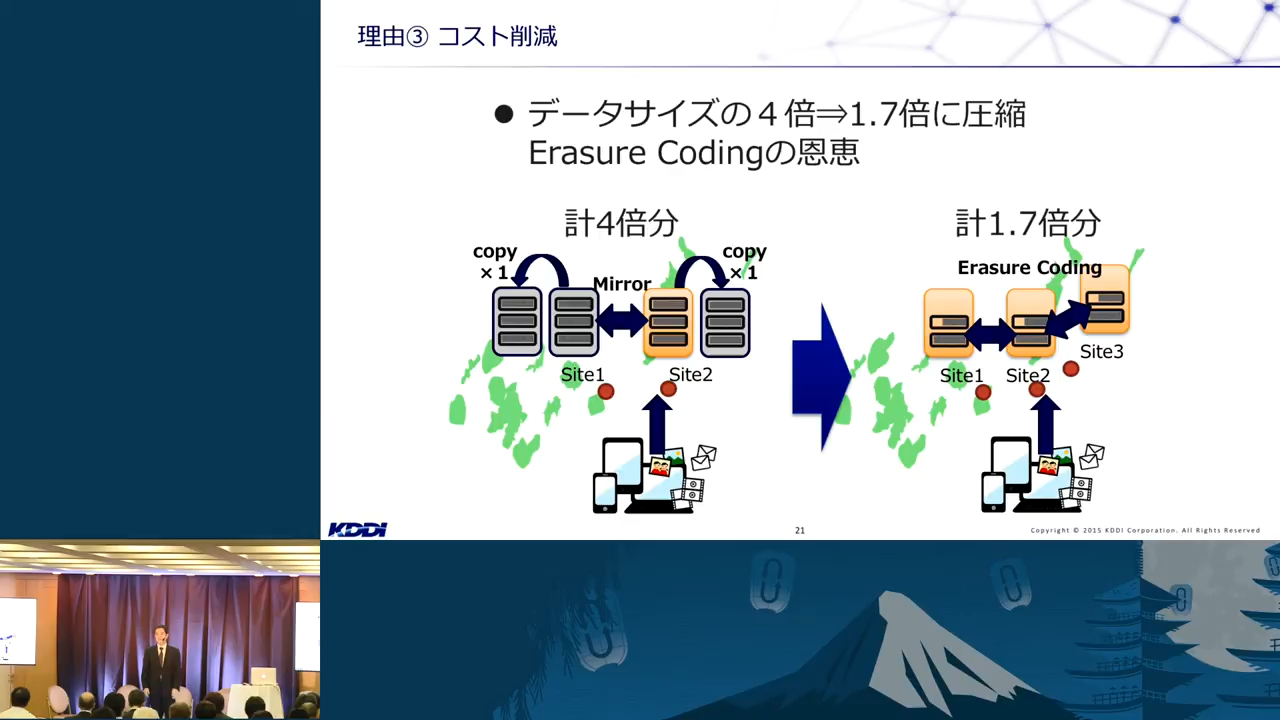 理由③ コスト削減
● データサイズの４倍⇒1.7倍に圧縮
Erasure Codingの恩恵
計4倍分
copy
×1
Mirror
copy
×1
Site1
Site2
計1.7倍分
Erasure Coding
Site1
Site2
Site3
KDDI
21
Copyright © 2015 KDDI Corporation. All Rights Reserved